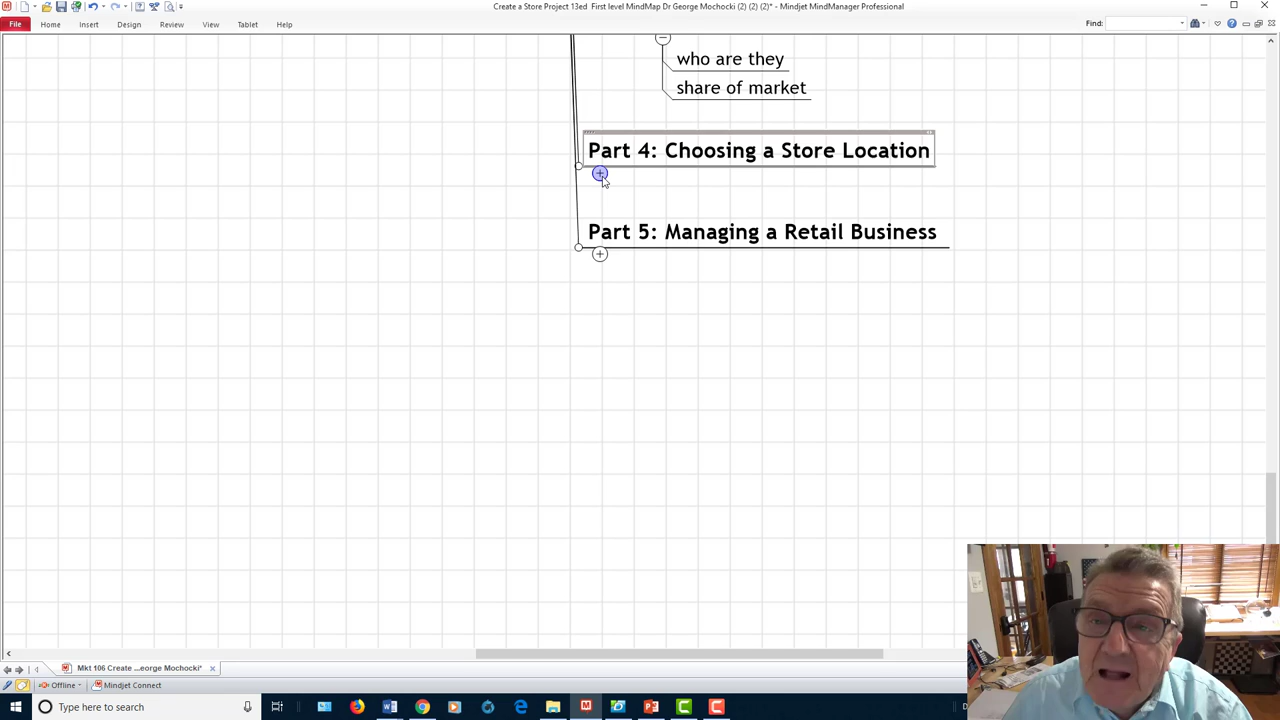 Create a Store Project 13ed First level MindMap Dr George Mochocki (2) (2) (2)* - Mindjet MindManager Professional
File Home Insert Design Review View Tablet Help Find:
who are they
share of market
Part 4: Choosing a Store Location
Part 5: Managing a Retail Business
Mkt 106 Create ...eorge Mochocki*
Offline Mindjet Connect
Type here to search